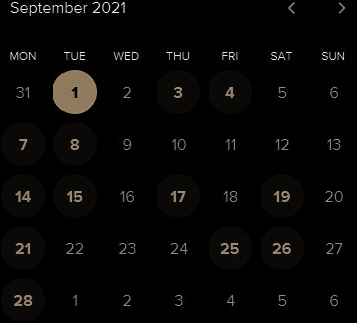 September 2021
MON TUE WED THU FRI SAT SUN
31 1 2 3 4 5 6
7 8 9 10 11 12 13
14 15 16 17 18 19 20
21 22 23 24 25 26 27
28 1 2 3 4 5 6